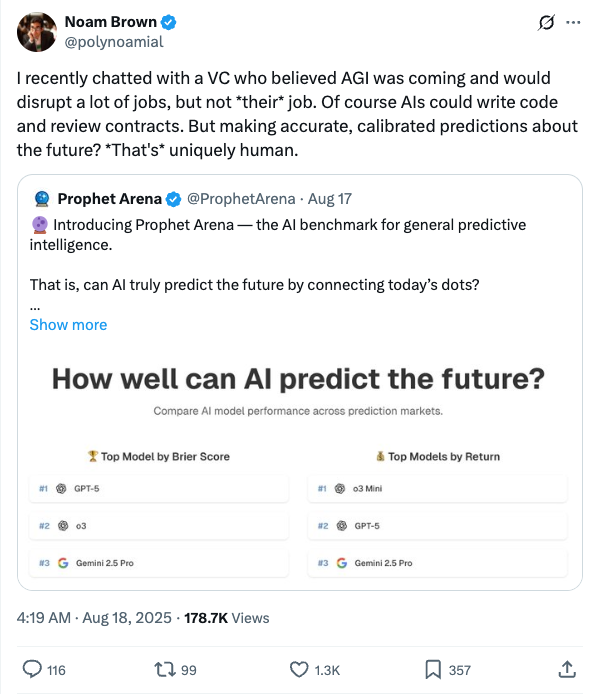 Noam Brown
@polynoamial
I recently chatted with a VC who believed AGI was coming and would
disrupt a lot of jobs, but not *their* job. Of course AIs could write code
and review contracts. But making accurate, calibrated predictions about
the future? *That's* uniquely human.
Prophet Arena @ProphetArena · Aug 17
🔮 Introducing Prophet Arena — the AI benchmark for general predictive
intelligence.
That is, can AI truly predict the future by connecting today’s dots?
...
Show more
How well can AI predict the future?
Compare AI model performance across prediction markets.
🏆 Top Model by Brier Score
#1 GPT-5
#2 o3
#3 Gemini 2.5 Pro
💰 Top Models by Return
#1 o3 Mini
#2 GPT-5
#3 Gemini 2.5 Pro
4:19 AM · Aug 18, 2025 · 178.7K Views
116 99 1.3K 357